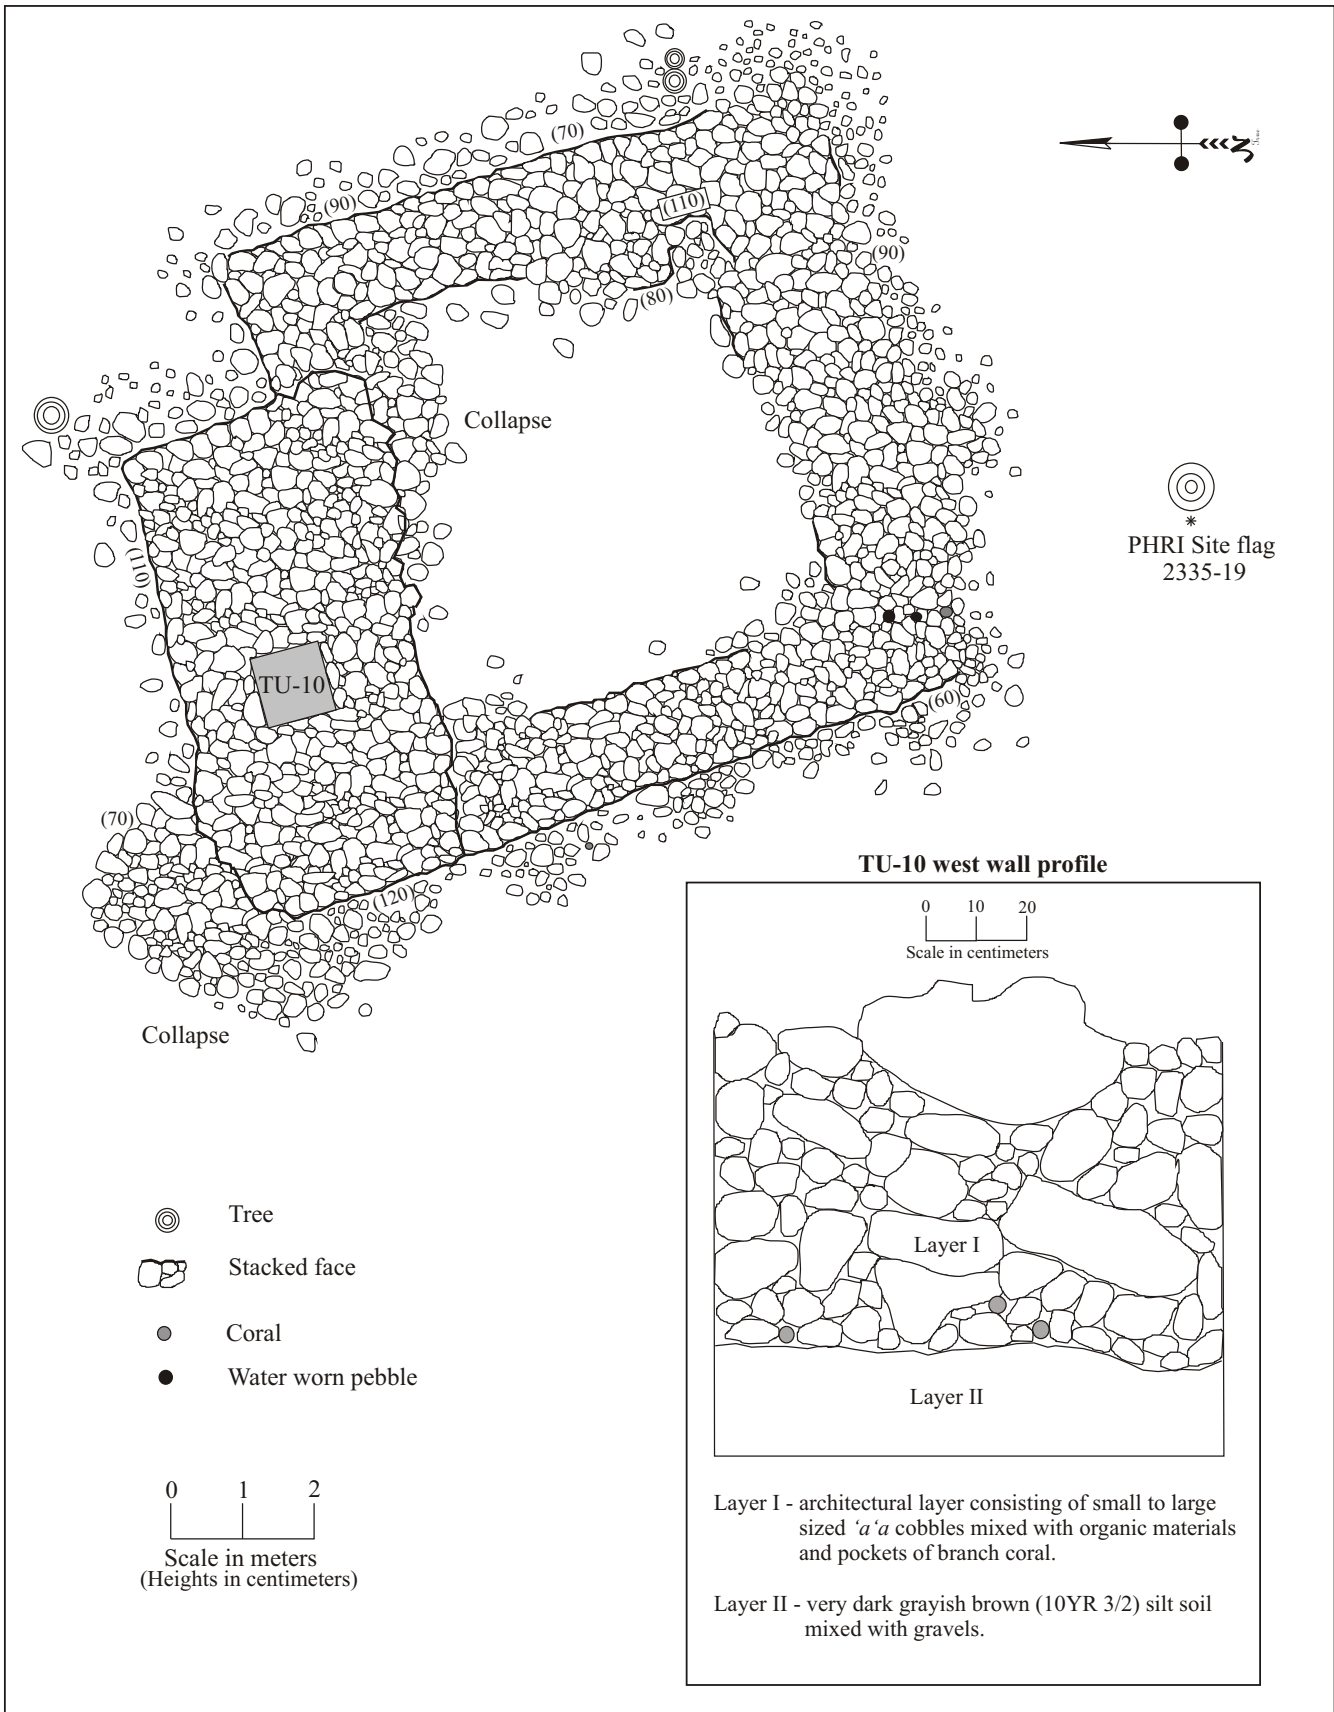 (70)
(90)
(110)
(90)
(80)
Collapse
(110)
PHRI Site flag
2335-19
TU-10
(60)
(70)
(120)
Collapse
TU-10 west wall profile
0 10 20
Scale in centimeters
Layer I
Layer II
Layer I - architectural layer consisting of small to large
sized ‘a‘a cobbles mixed with organic materials
and pockets of branch coral.
Layer II - very dark grayish brown (10YR 3/2) silt soil
mixed with gravels.
Tree
Stacked face
Coral
Water worn pebble
0 1 2
Scale in meters
(Heights in centimeters)